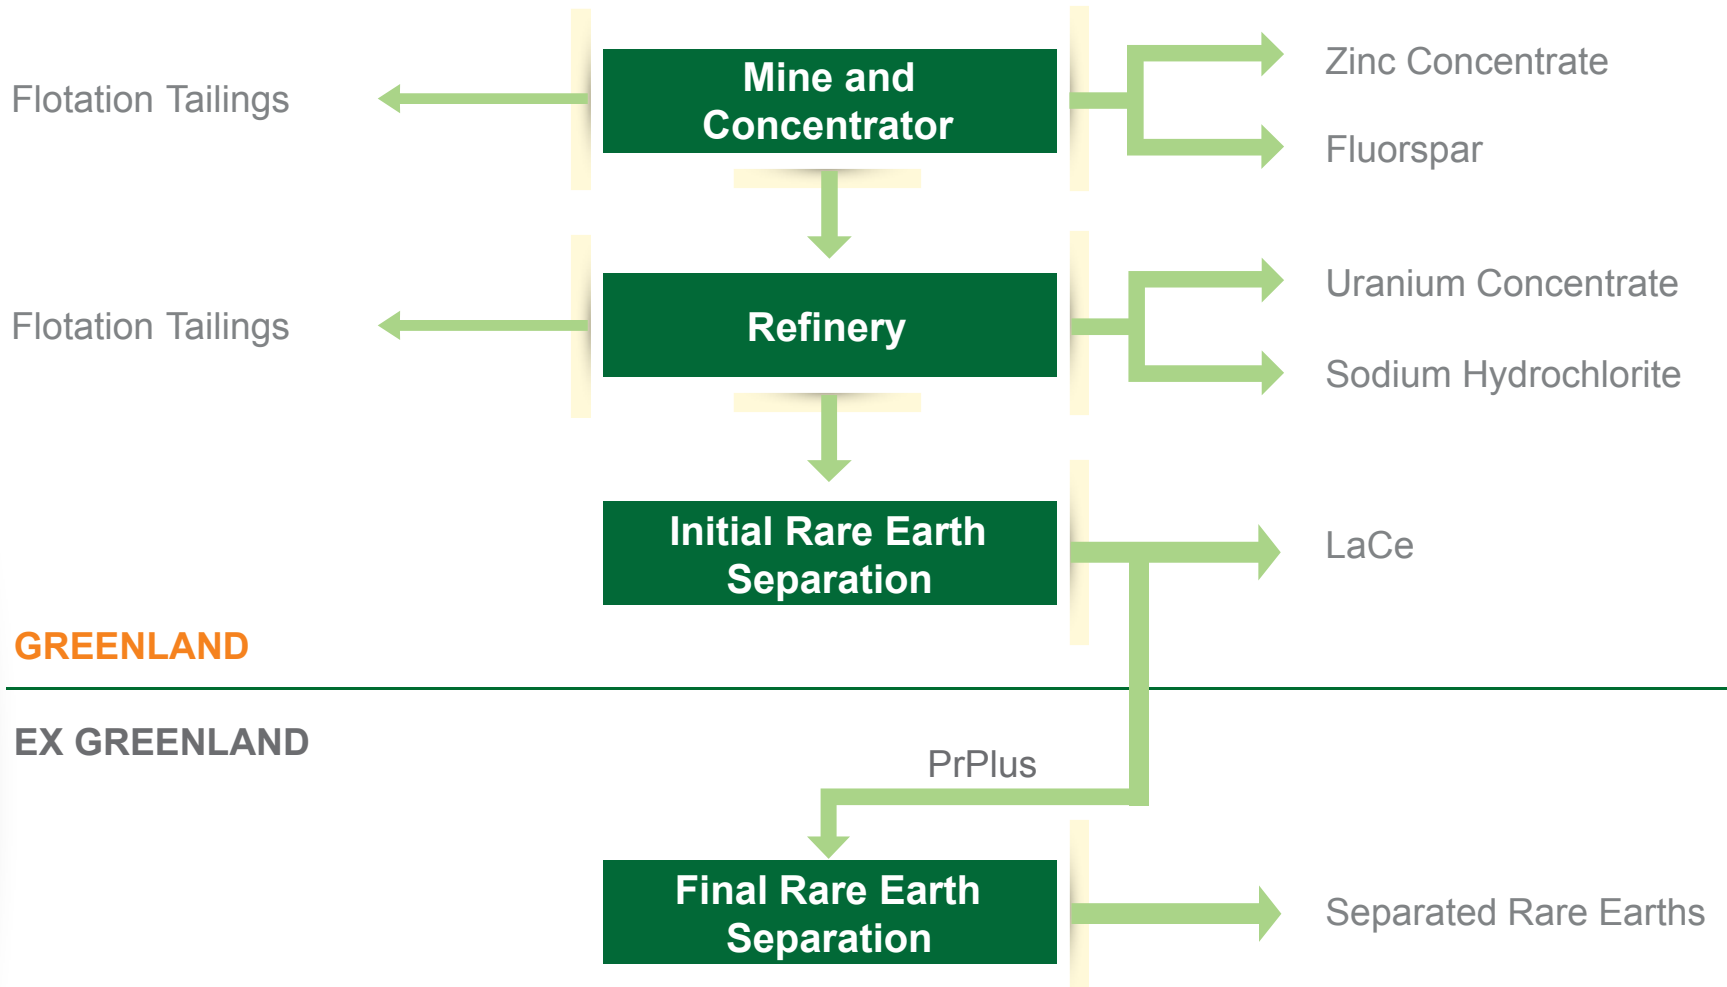 Flotation Tailings
Mine and
Concentrator
Zinc Concentrate
Fluorspar
Flotation Tailings
Refinery
Uranium Concentrate
Sodium Hydrochlorite
Initial Rare Earth
Separation
LaCe
GREENLAND
EX GREENLAND
PrPlus
Final Rare Earth
Separation
Separated Rare Earths